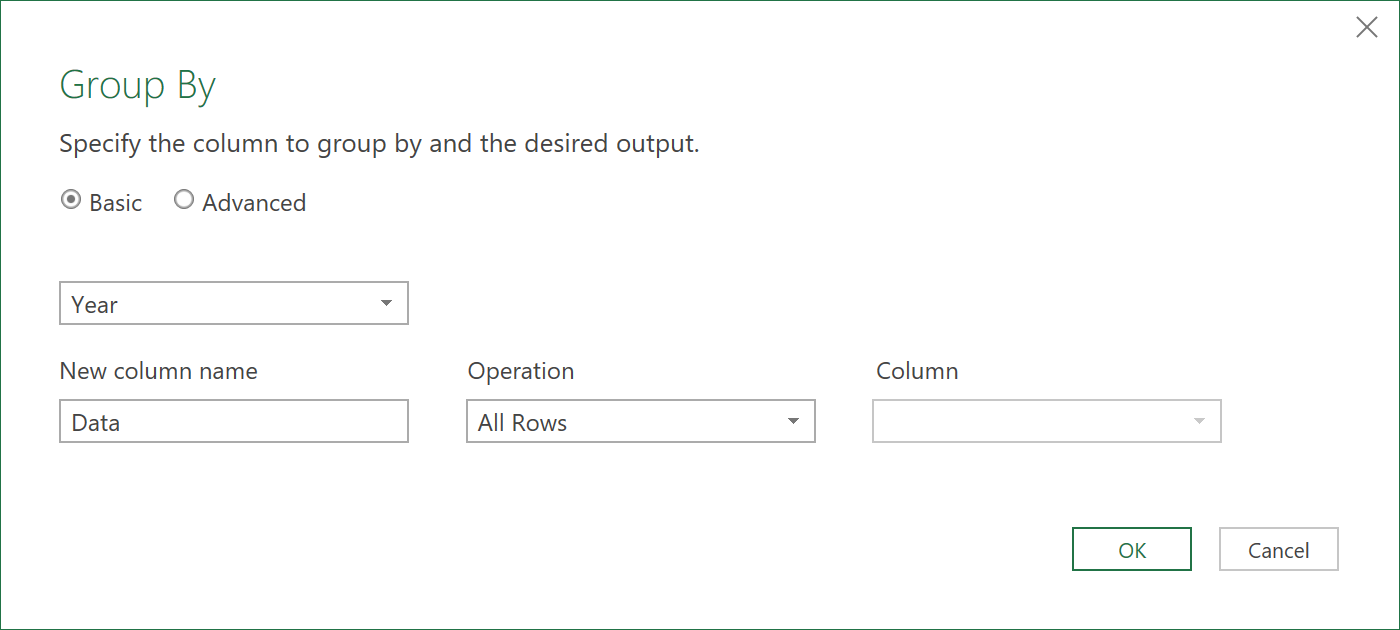 Group By
Specify the column to group by and the desired output.
Basic Advanced
Year
New column name Operation Column
Data All Rows
OK Cancel